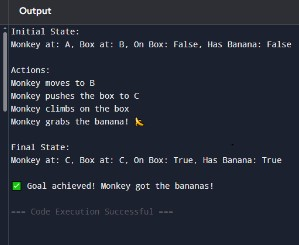 Output
Initial State:
Monkey at: A, Box at: B, On Box: False, Has Banana: False
Actions:
Monkey moves to B
Monkey pushes the box to C
Monkey climbs on the box
Monkey grabs the banana! 🍌
Final State:
Monkey at: C, Box at: C, On Box: True, Has Banana: True
✅ Goal achieved! Monkey got the bananas!
=== Code Execution Successful ===